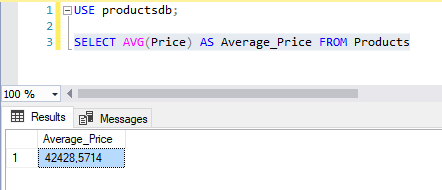 1 USE productsdb;
2
3 SELECT AVG(Price) AS Average_Price FROM Products
100 %
Results Messages
Average_Price
1 42428,5714